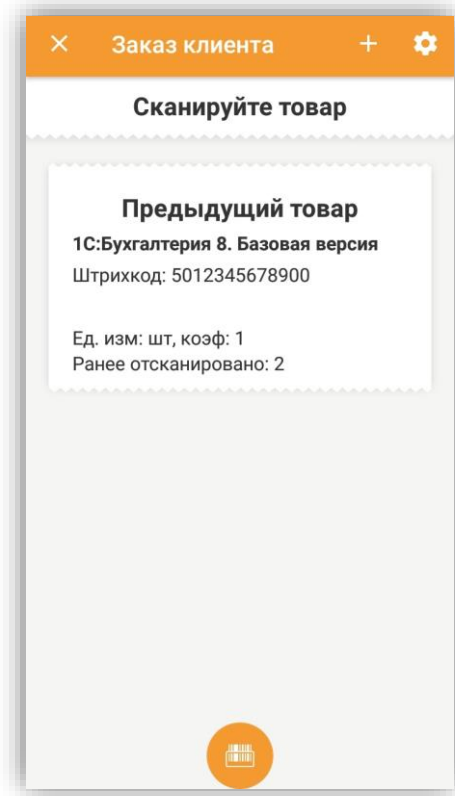 Заказ клиента
Сканируйте товар
Предыдущий товар
1С:Бухгалтерия 8. Базовая версия
Штрихкод: 5012345678900
Ед. изм: шт, коэф: 1
Ранее отсканировано: 2